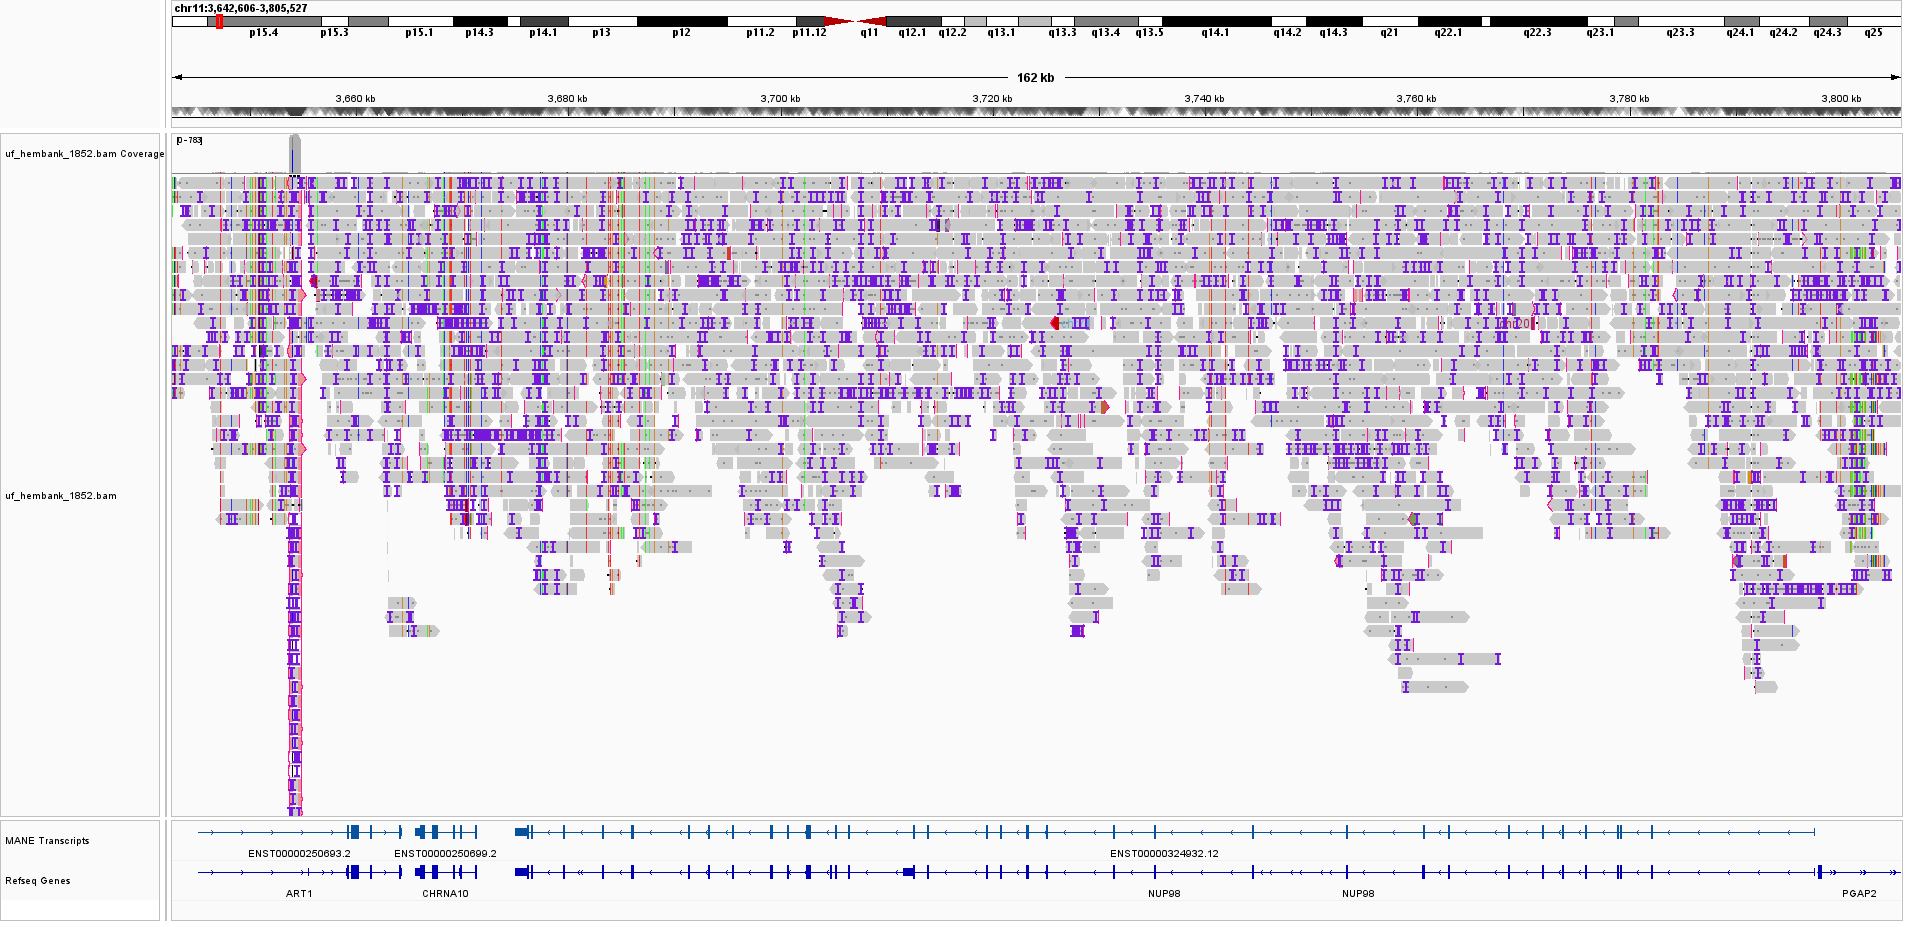 chr11:3,642,606-3,805,527
p15.4 p15.3 p15.1 p14.3 p14.1 p13 p12 p11.2 p11.12 q11 q12.1 q12.2 q13.1 q13.3 q13.4 q13.5 q14.1 q14.2 q14.3 q21 q22.1 q22.3 q23.1 q23.3 q24.1 q24.2 q24.3 q25
162 kb
3,660 kb 3,680 kb 3,700 kb 3,720 kb 3,740 kb 3,760 kb 3,780 kb 3,800 kb
[0-783]
uf_hembank_1852.bam Coverage
uf_hembank_1852.bam
MANE Transcripts
ENST00000250693.2 ENST00000250699.2 ENST00000324932.12
Refseq Genes
ART1 CHRNA10 NUP98 NUP98 PGAP2